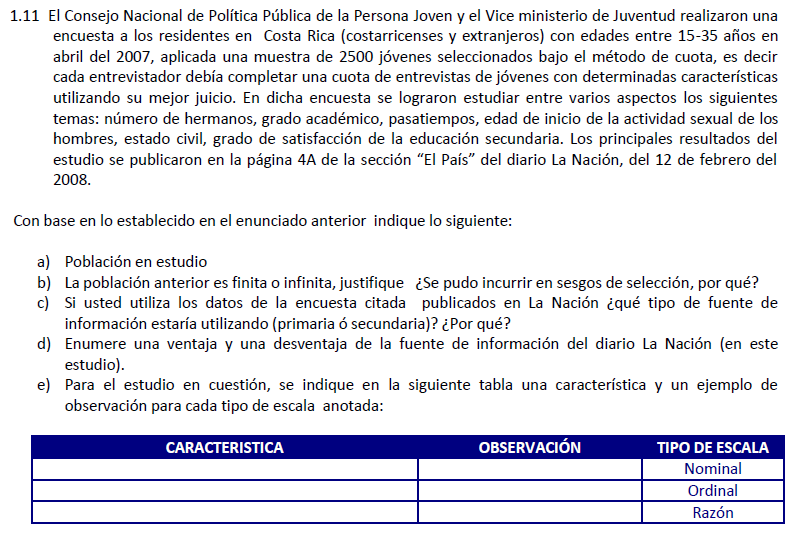 1.11 El Consejo Nacional de Política Pública de la Persona Joven y el Vice ministerio de Juventud realizaron una
encuesta a los residentes en Costa Rica (costarricenses y extranjeros) con edades entre 15-35 años en
abril del 2007, aplicada una muestra de 2500 jóvenes seleccionados bajo el método de cuota, es decir
cada entrevistador debía completar una cuota de entrevistas de jóvenes con determinadas características
utilizando su mejor juicio. En dicha encuesta se lograron estudiar entre varios aspectos los siguientes
temas: número de hermanos, grado académico, pasatiempos, edad de inicio de la actividad sexual de los
hombres, estado civil, grado de satisfacción de la educación secundaria. Los principales resultados del
estudio se publicaron en la página 4A de la sección “El País” del diario La Nación, del 12 de febrero del
2008.
Con base en lo establecido en el enunciado anterior indique lo siguiente:
a) Población en estudio
b) La población anterior es finita o infinita, justifique ¿Se pudo incurrir en sesgos de selección, por qué?
c) Si usted utiliza los datos de la encuesta citada publicados en La Nación ¿qué tipo de fuente de
información estaría utilizando (primaria ó secundaria)? ¿Por qué?
d) Enumere una ventaja y una desventaja de la fuente de información del diario La Nación (en este
estudio).
e) Para el estudio en cuestión, se indique en la siguiente tabla una característica y un ejemplo de
observación para cada tipo de escala anotada:
CARACTERISTICA OBSERVACIÓN TIPO DE ESCALA
Nominal
Ordinal
Razón